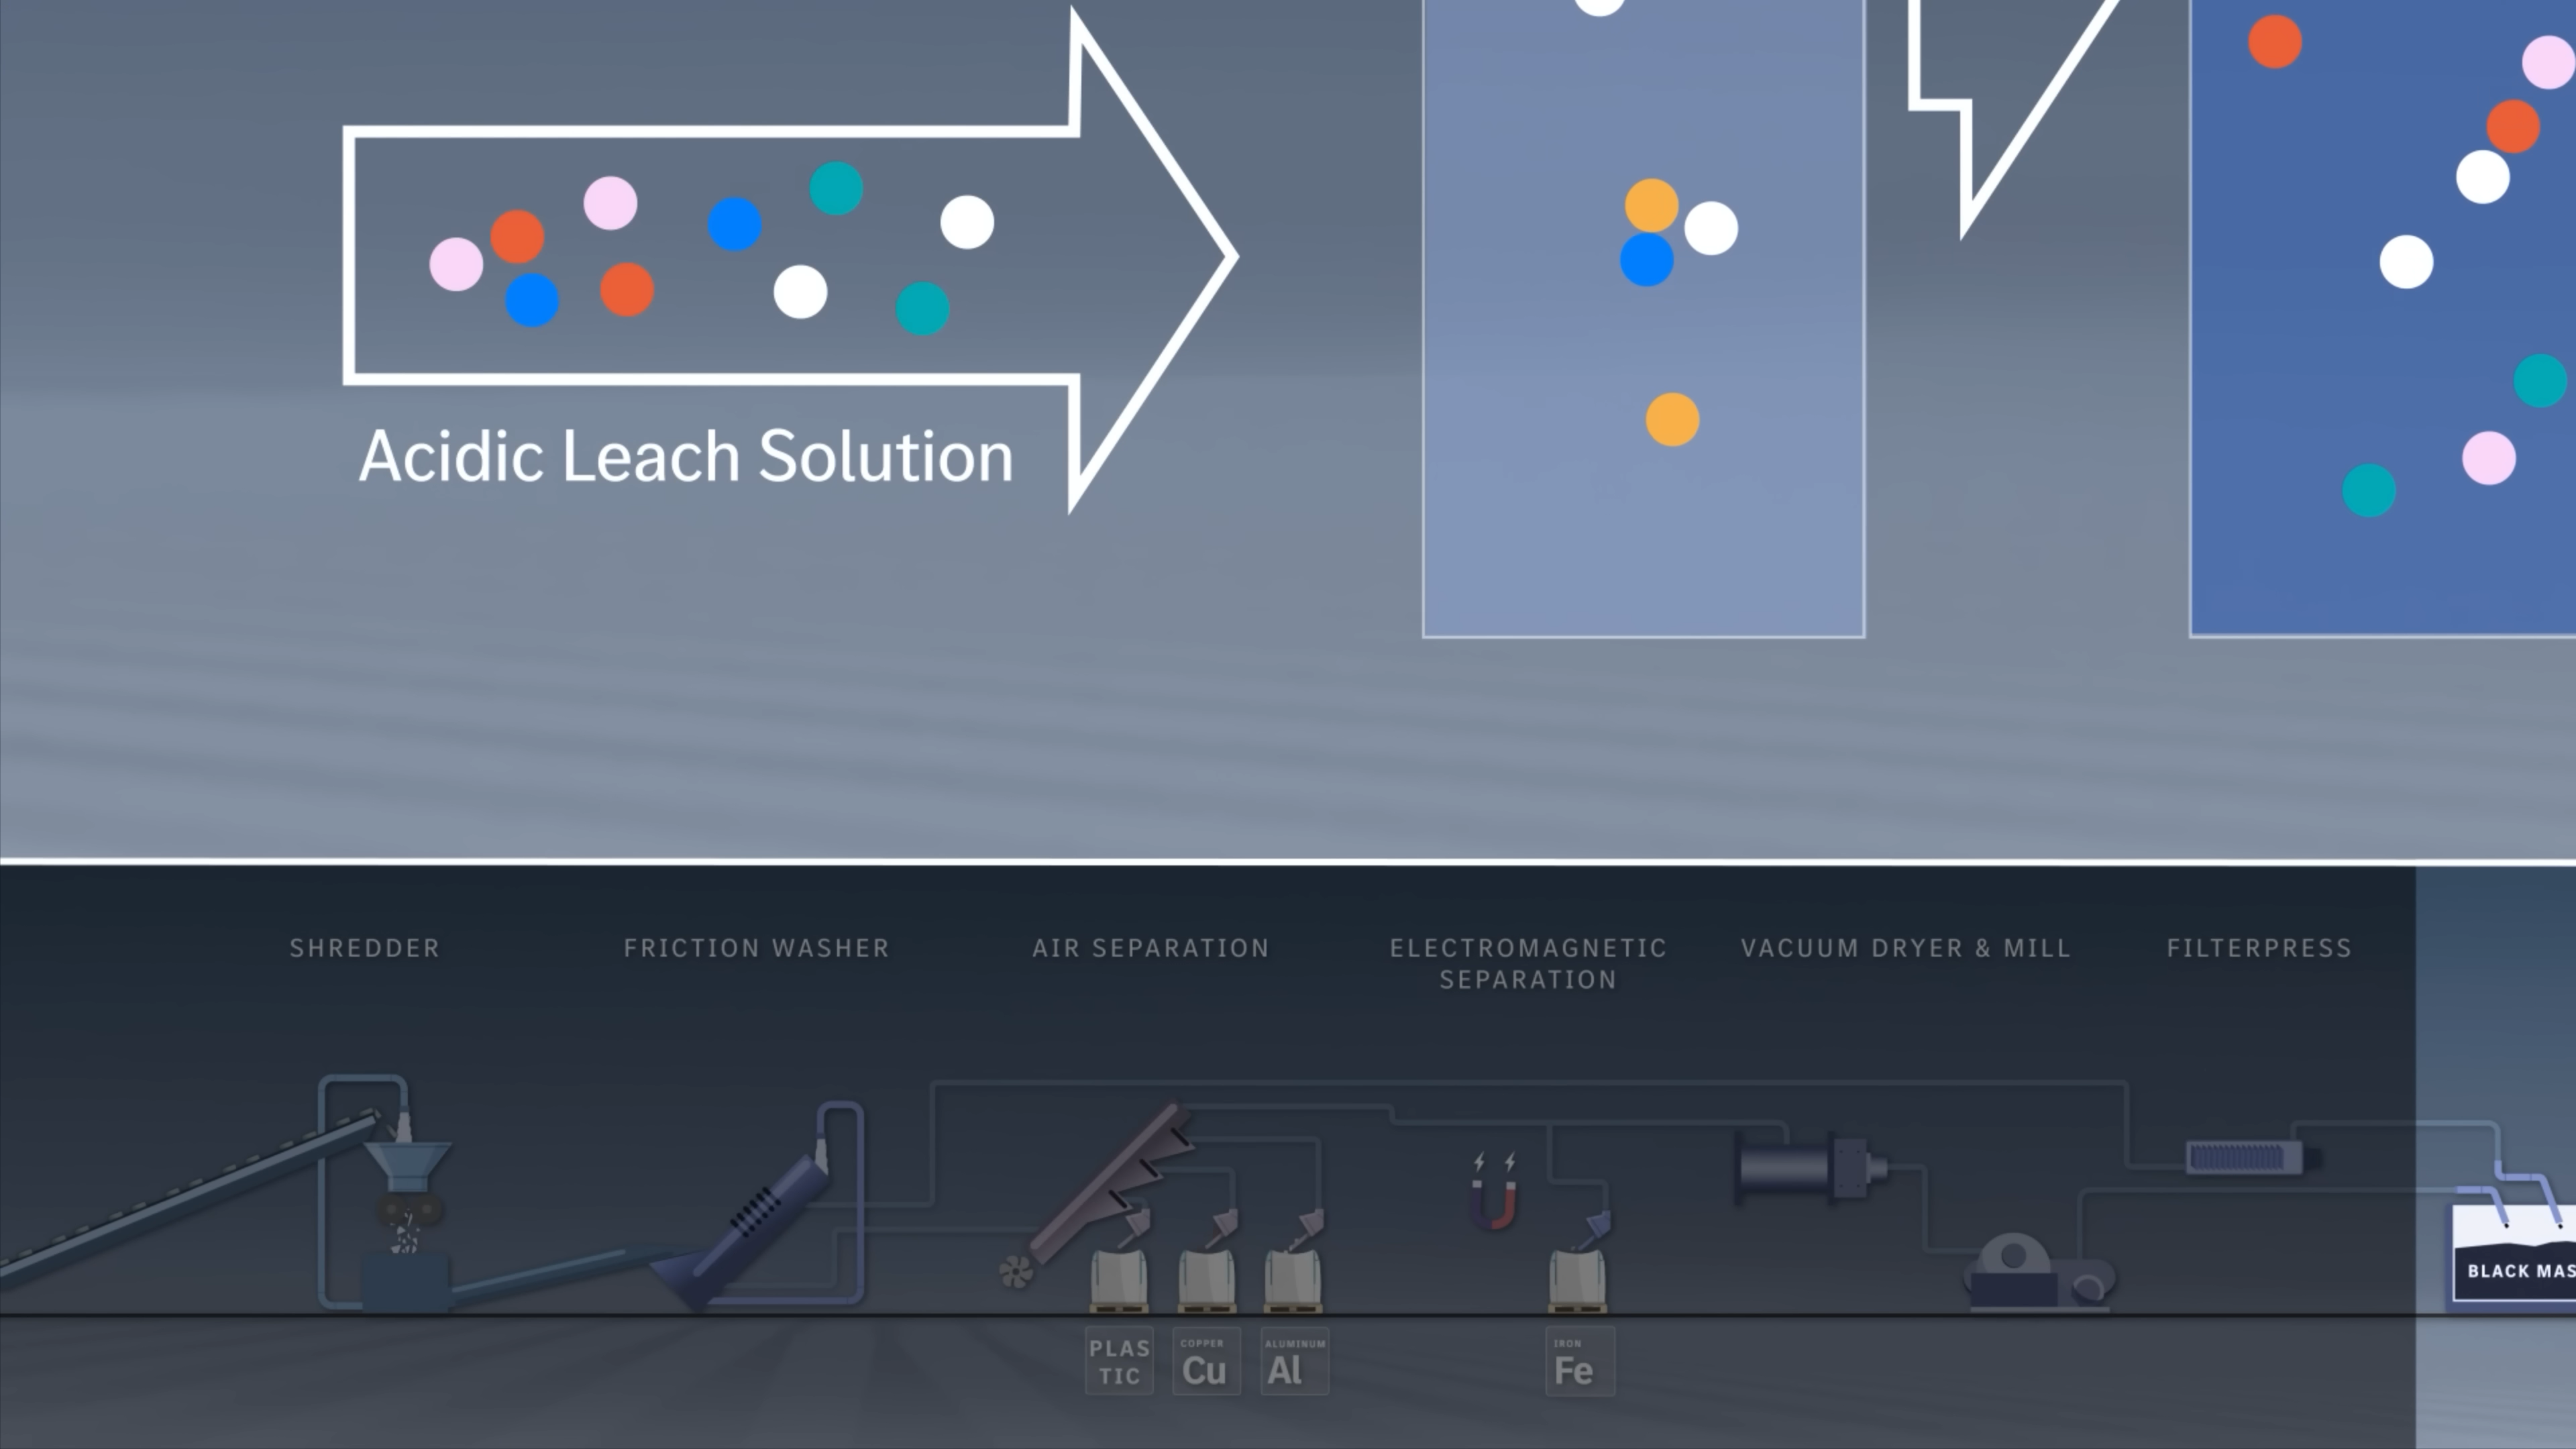 Acidic Leach Solution
SHREDDER
FRICTION WASHER
AIR SEPARATION
ELECTROMAGNETIC
SEPARATION
VACUUM DRYER & MILL
FILTERPRESS
BLACK MAS
PLAS
TIC
COPPER
Cu
ALUMINUM
Al
IRON
Fe